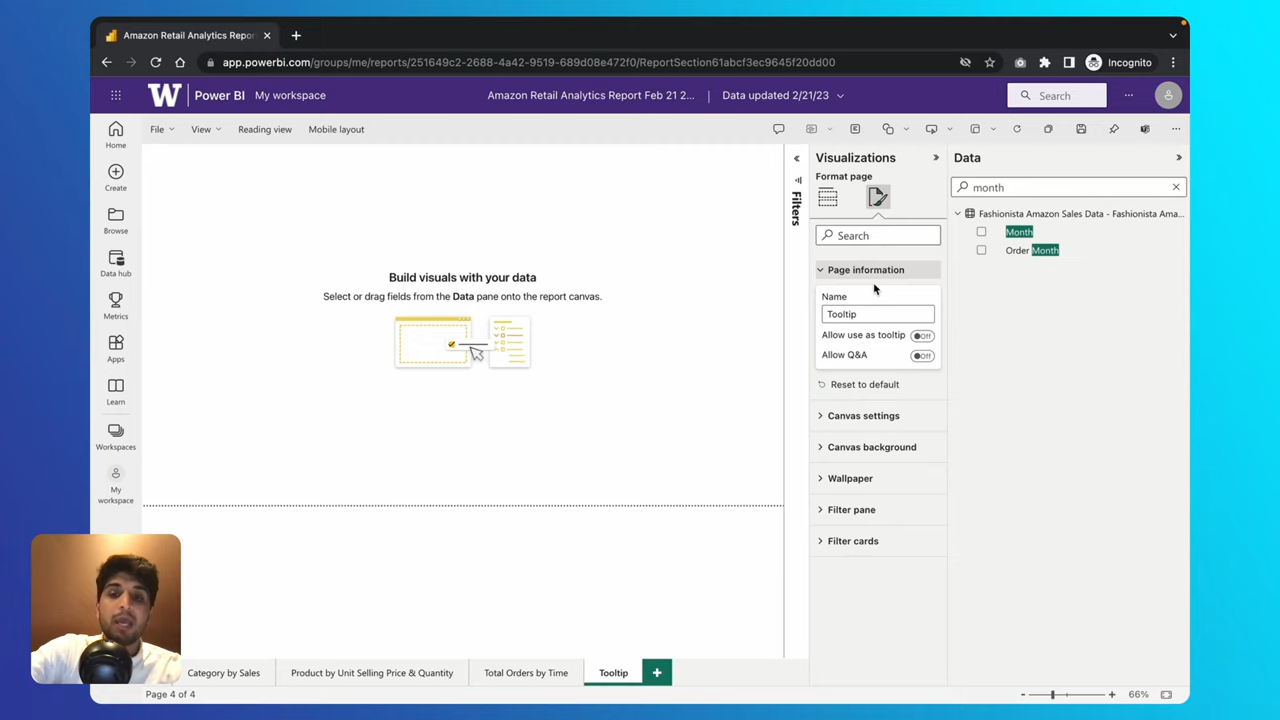 Amazon Retail Analytics Repor
app.powerbi.com/groups/me/reports/251649c2-2688-4a42-9519-689d08e472f0/ReportSection61abcf3ec9645f20dd00
Incognito
W Power BI My workspace
Amazon Retail Analytics Report Feb 21 2... | Data updated 2/21/23
Search
File View Reading view Mobile layout
Home
Create
Browse
Data hub
Metrics
Apps
Learn
Workspaces
My
workspace
Build visuals with your data
Select or drag fields from the Data pane onto the report canvas.
Filters
Visualizations
Format page
Search
Page information
Name
Tooltip
Allow use as tooltip Off
Allow Q&A Off
Reset to default
Canvas settings
Canvas background
Wallpaper
Filter pane
Filter cards
Data
month
Fashionista Amazon Sales Data - Fashionista Ama...
Month
Order Month
Category by Sales
Product by Unit Selling Price & Quantity
Total Orders by Time
Tooltip
Page 4 of 4
66%